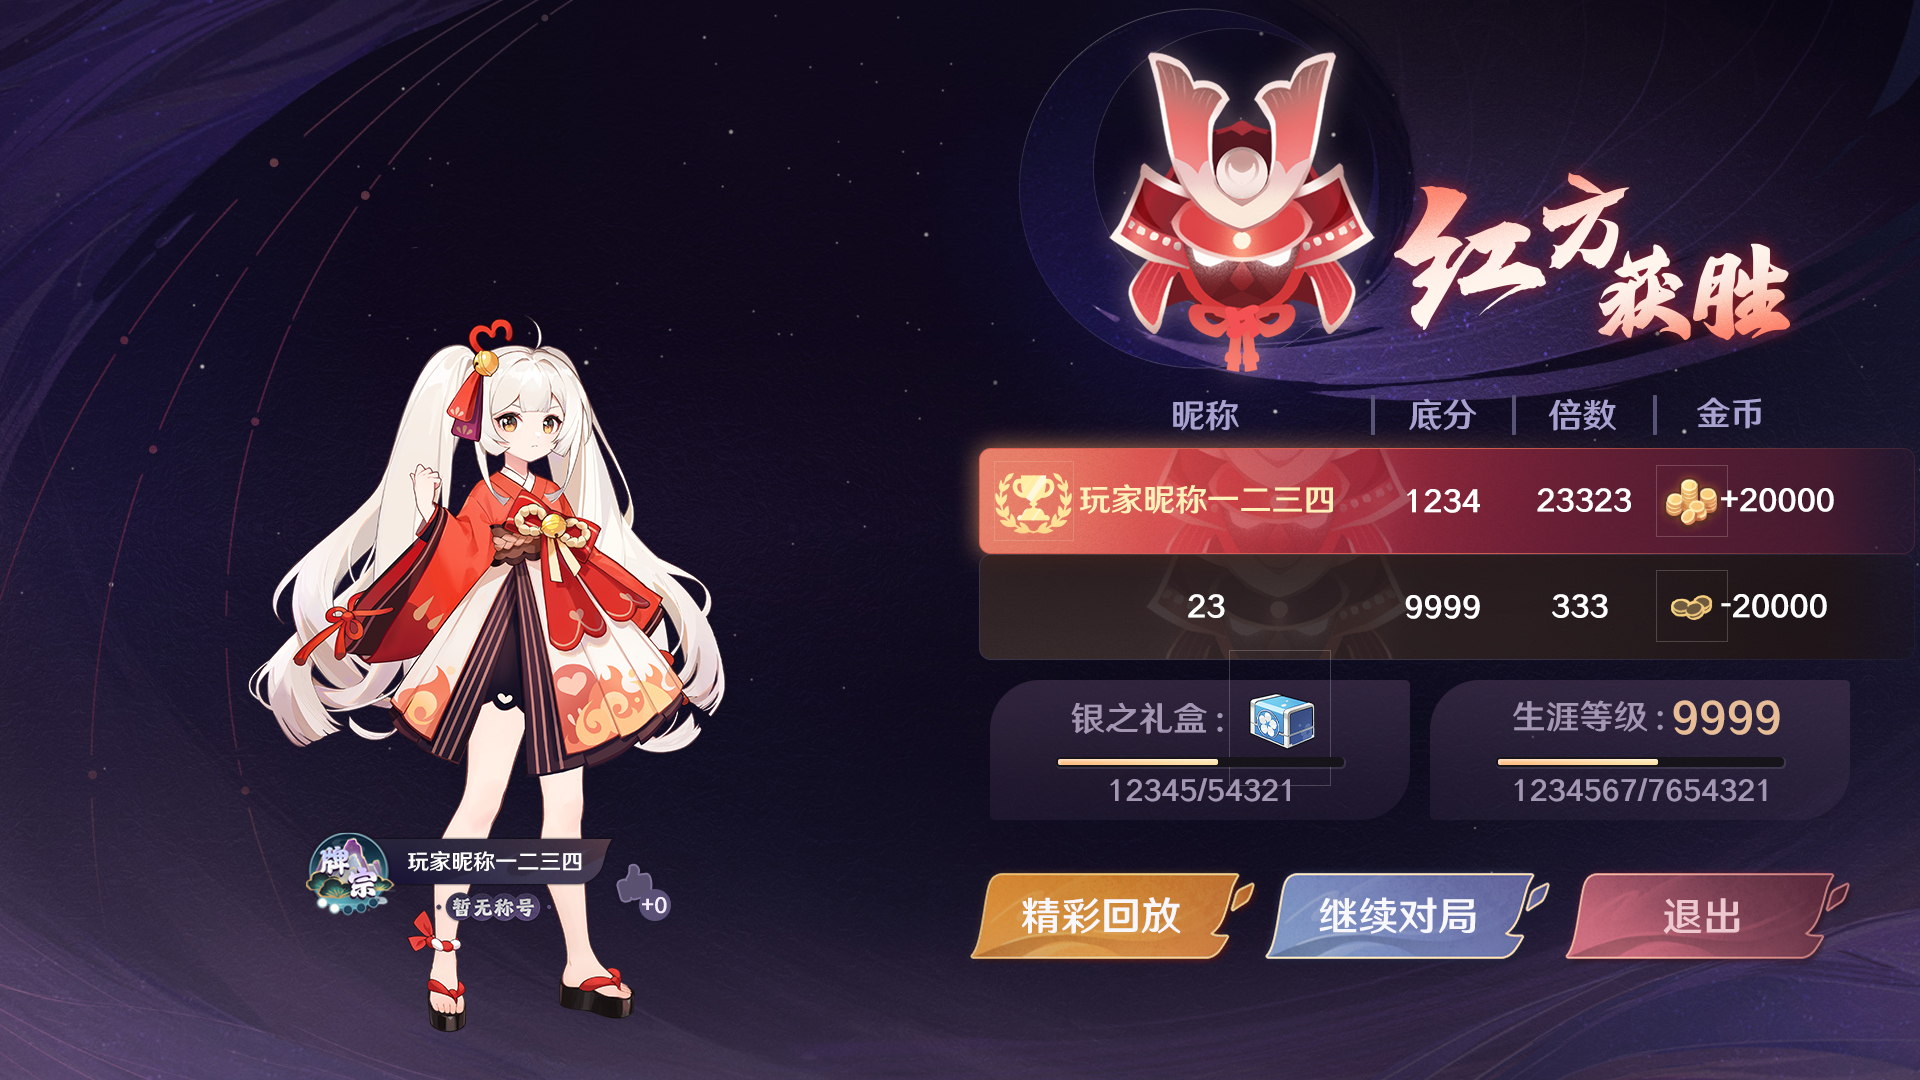 红方获胜
昵称 底分 倍数 金币
玩家昵称一二三四 1234 23323 +20000
23 9999 333 -20000
银之礼盒:
12345/54321
生涯等级:9999
1234567/7654321
牌宗
玩家昵称一二三四
暂无称号
+0
精彩回放
继续对局
退出